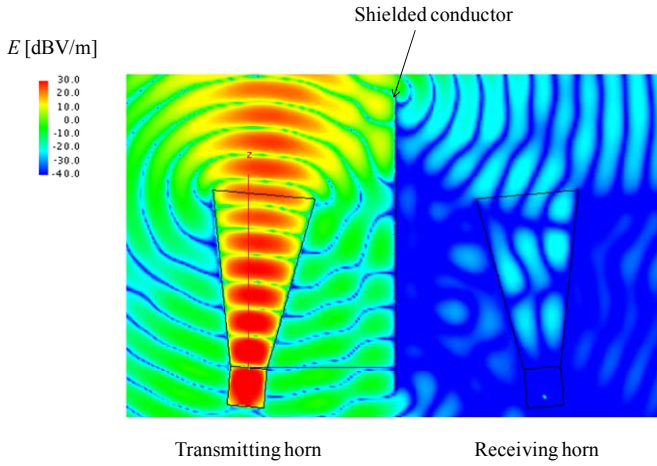 Shielded conductor
E [dBV/m]
30.0
20.0
10.0
0.0
-10.0
-20.0
-30.0
-40.0
z
Transmitting horn
Receiving horn